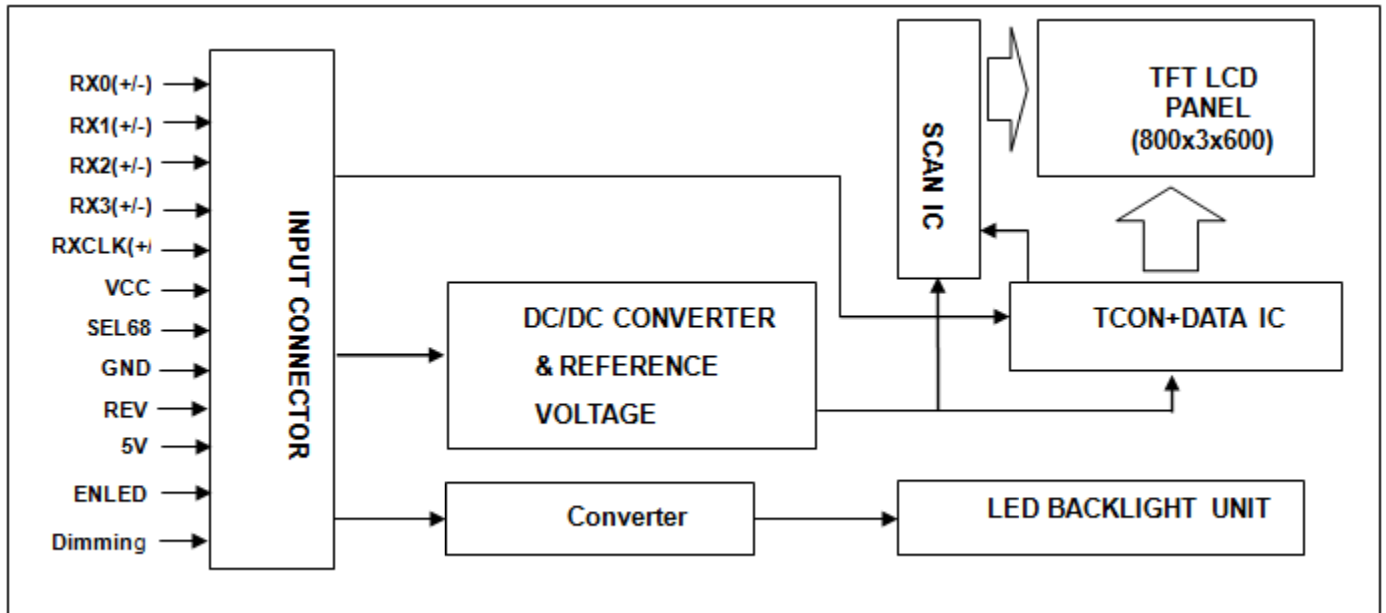 RX0(+/-)
RX1(+/-)
RX2(+/-)
RX3(+/-)
RXCLK(+/
VCC
SEL68
GND
REV
5V
ENLED
Dimming
INPUT CONNECTOR
DC/DC CONVERTER
& REFERENCE
VOLTAGE
Converter
SCAN IC
TFT LCD
PANEL
(800x3x600)
TCON+DATA IC
LED BACKLIGHT UNIT